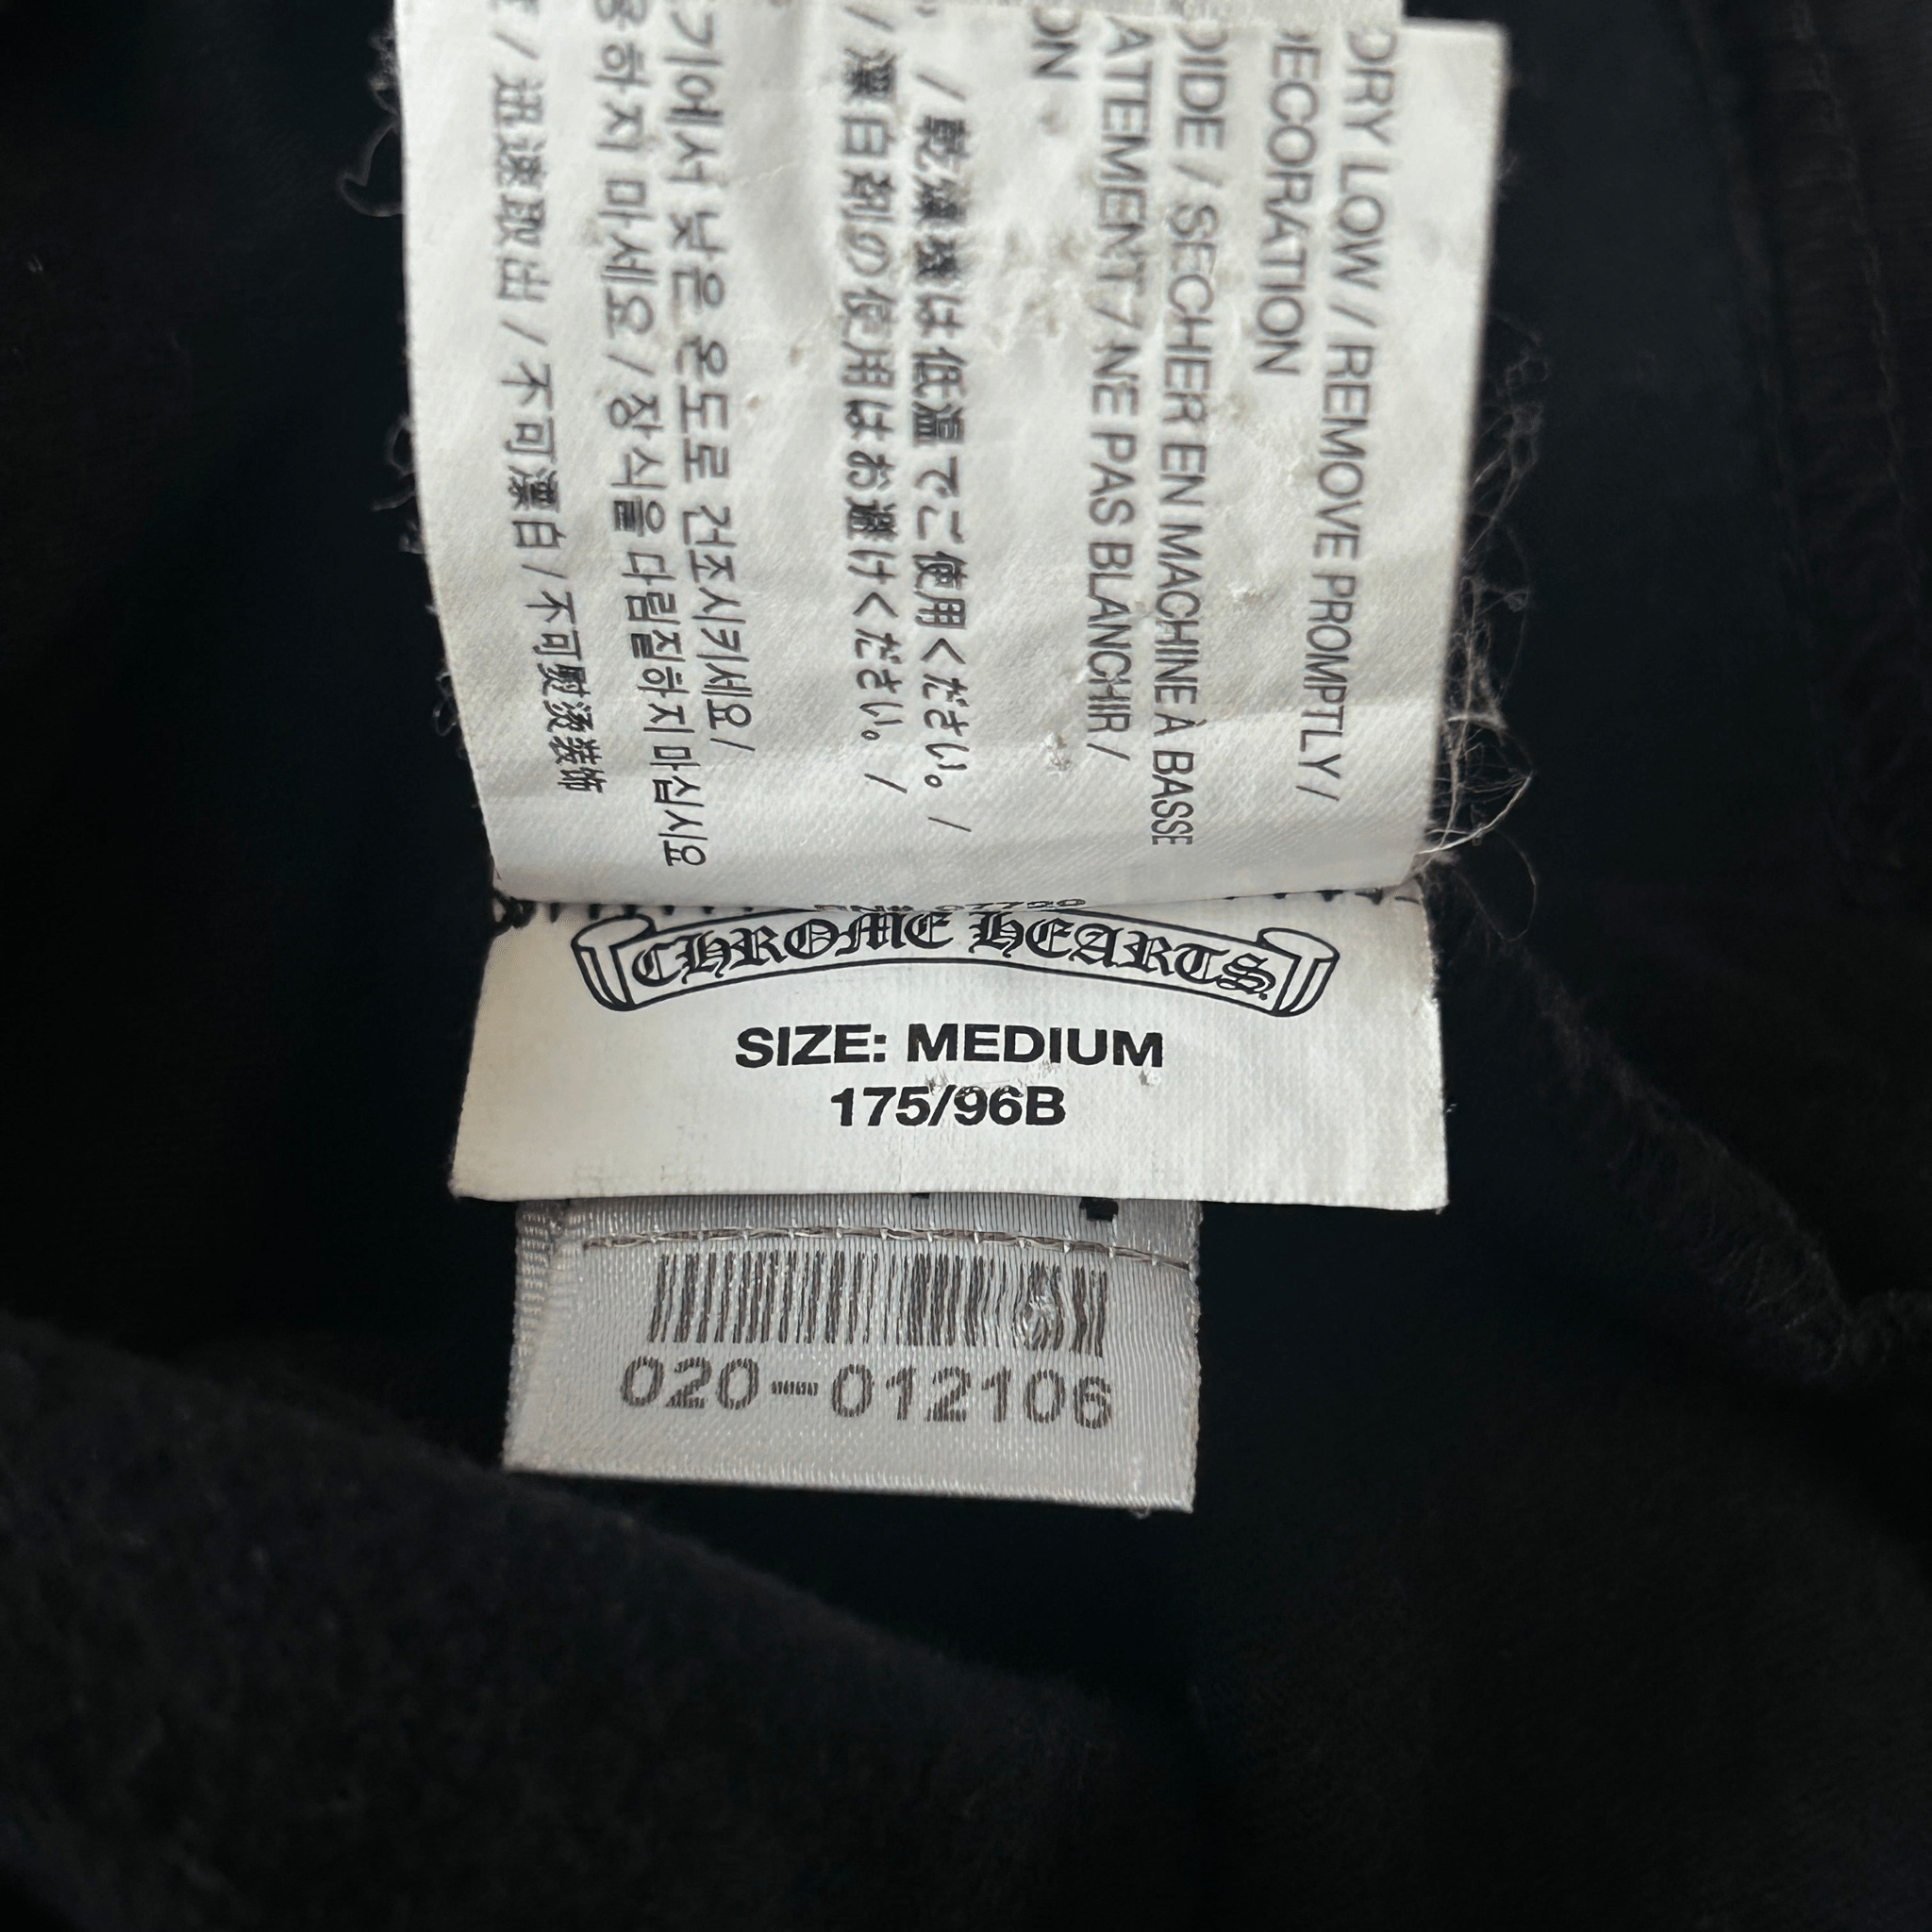 DRY LOW / REMOVE PROMPTLY /
DECORATION
OIDE / SECHER EN MACHINE À BASSE
ATEMENT / NE PAS BLANCHIR /
ON
/ 乾燥機は低温でご使用ください。 /
/ 漂白剤の使用はお避けください。 /
기에서 낮은 온도로 건조시키세요 /
용하지 마세요 / 장식을 다림질하지 마십시요
/ 迅速取出 / 不可漂白 / 不可熨烫装饰
CHROME HEARTS
SIZE: MEDIUM
175/96B
020-012106